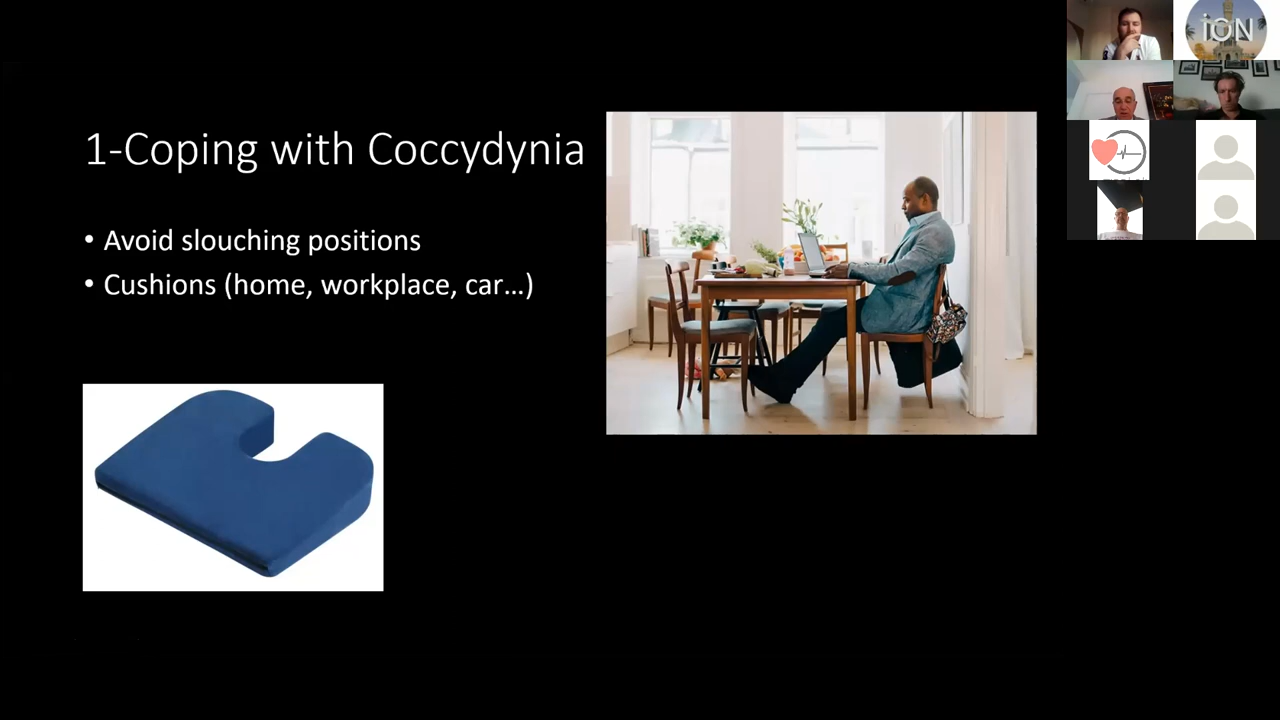 1-Coping with Coccydynia
• Avoid slouching positions
• Cushions (home, workplace, car…)
iON